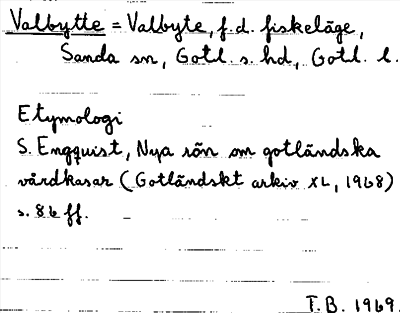 Valbytte = Valbyte, f.d. fiskeläge,
Sanda sn, Gotl. s. hd, Gotl. l.
Etymologi
S. Engquist, Nya rön om gotländska
vårdkasar (Gotländskt arkiv XL, 1968)
s. 86 ff.
T.B. 1969.